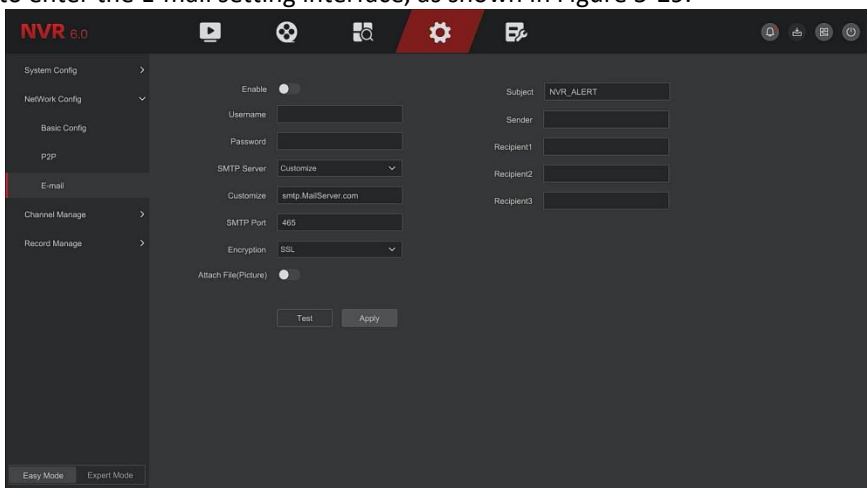 to enter the E-mail setting interface, as shown in Figure 5-25.
NVR 6.0
System Config
NetWork Config
Basic Config
P2P
E-mail
Channel Manage
Record Manage
Easy Mode
Expert Mode
Enable
Username
Password
SMTP Server Customize
Customize smtp.MailServer.com
SMTP Port 465
Encryption SSL
Attach File(Picture)
Test Apply
Subject NVR_ALERT
Sender
Recipient1
Recipient2
Recipient3